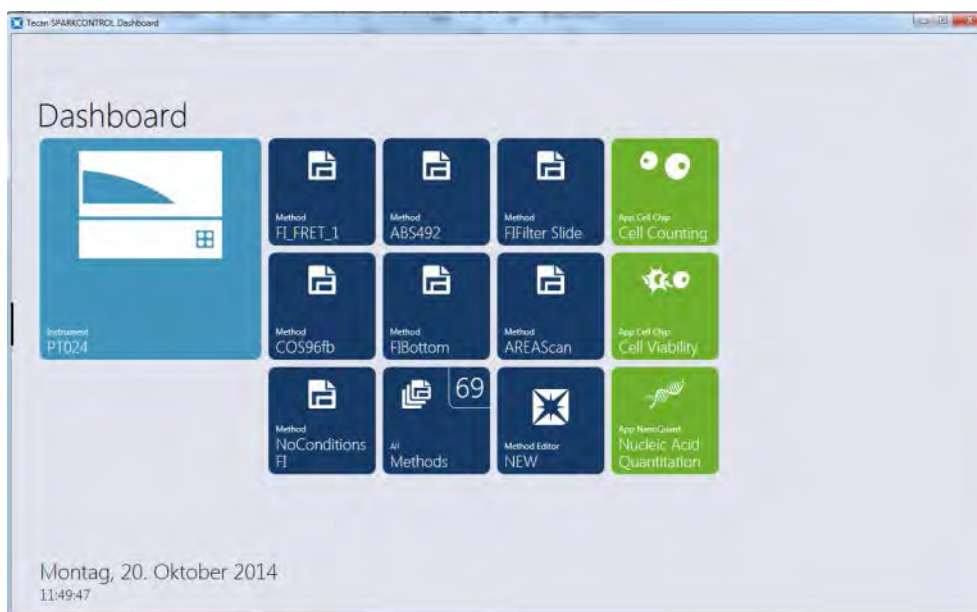 Tecan SPARKCONTROL Dashboard
Dashboard
Instrument
P1024
Method
FI_FRET_1
Method
ABS492
Method
FIFilter Slide
App Cell Chip
Cell Counting
Method
COS96fb
Method
FIBottom
Method
AREAScan
App Cell Chip
Cell Viability
Method
NoConditions
FI
69
All
Methods
Method Editor
NEW
App NanoQuant
Nucleic Acid
Quantitation
Montag, 20. Oktober 2014
11:49:47